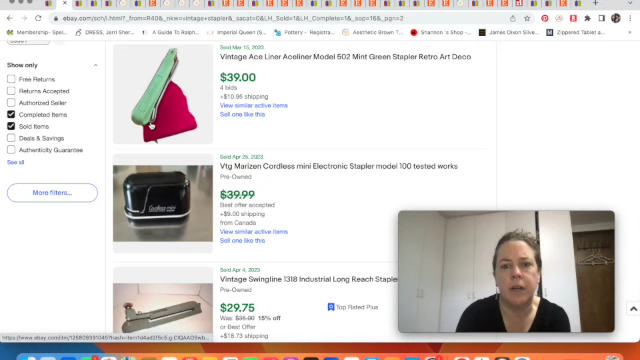 ebay.com/sch/i.html?_from=R40&_nkw=vintage+stapler&_sacat=0&LH_Sold=1&LH_Complete=1&_sop=16&_pgn=2
Membership - Spe...
DRESS, Jerri Sherr...
A Guide To Ralph...
Imperial Queen (S...
Pottery - Registra...
Aesthetic Brown T...
Shannon´s Shop -...
James Dixon Silve...
Zippered Tablet a...
Show only
Free Returns
Returns Accepted
Authorized Seller
Completed Items
Sold Items
Deals & Savings
Authenticity Guarantee
See all
More filters...
Sold Mar 15, 2023
Vintage Ace Liner Aceliner Model 502 Mint Green Stapler Retro Art Deco
$39.00
4 bids
+$10.95 shipping
View similar active items
Sell one like this
Sold Apr 25, 2023
Vtg Marizen Cordless mini Electronic Stapler model 100 tested works
Pre-Owned
$39.99
Best offer accepted
+$9.00 shipping
from Canada
View similar active items
Sell one like this
Cordless mini
Sold Apr 4, 2023
Vintage Swingline 1318 Industrial Long Reach Stapler
Pre-Owned
$29.75
Was: $35.00 15% off
or Best Offer
+$18.73 shipping
Top Rated Plus